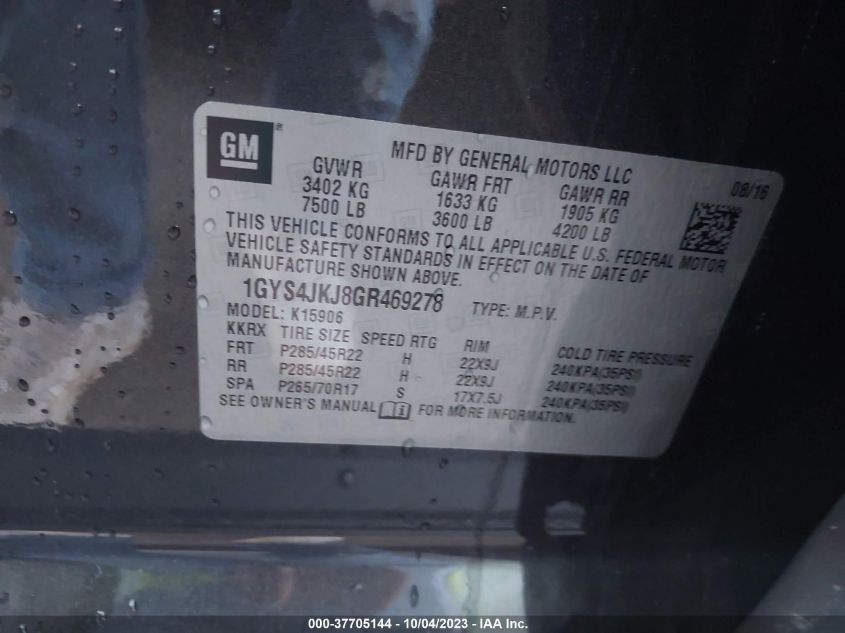 GM ®
MFD BY GENERAL MOTORS LLC
08/16
GVWR GAWR FRT GAWR RR
3402 KG 1633 KG 1905 KG
7500 LB 3600 LB 4200 LB
THIS VEHICLE CONFORMS TO ALL APPLICABLE U.S. FEDERAL MOTOR
VEHICLE SAFETY STANDARDS IN EFFECT ON THE DATE OF
MANUFACTURE SHOWN ABOVE.
1GYS4JKJ8GR469278 TYPE: M.P.V.
MODEL: K15906
KKRX TIRE SIZE SPEED RTG RIM COLD TIRE PRESSURE
FRT P285/45R22 H 22X9J 240KPA(35PSI)
RR P285/45R22 H 22X9J 240KPA(35PSI)
SPA P265/70R17 S 17X7.5J 240KPA(35PSI)
SEE OWNER'S MANUAL FOR MORE INFORMATION.
000-37705144 - 10/04/2023 - IAA Inc.